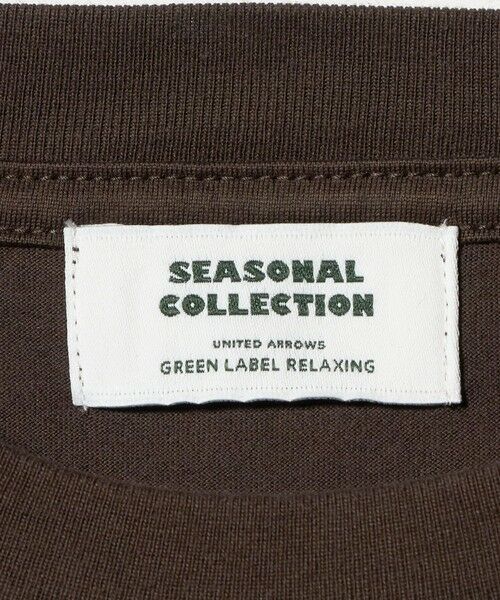 SEASONAL
COLLECTION
UNITED ARROWS
GREEN LABEL RELAXING